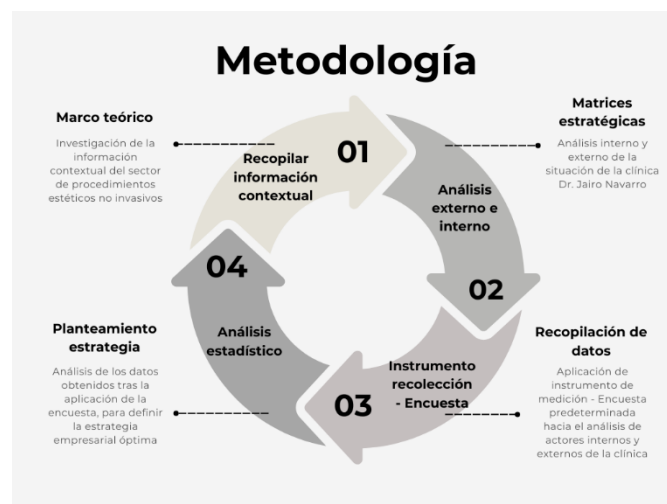 Metodología
Marco teórico
Investigación de la
información
contextual del sector
de procedimientos
estéticos no invasivos
01
Recopilar
información
contextual
Matrices
estratégicas
Análisis interno y
externo de la
situación de la clínica
Dr. Jairo Navarro
Análisis
externo e
interno
02
Recopilación de
datos
Aplicación de
instrumento de
medición - Encuesta
predeterminada
hacia el análisis de
actores internos y
externos de la clínica
Instrumento
recolección
- Encuesta
03
04
Análisis
estadístico
Planteamiento
estrategia
Análisis de los datos
obtenidos tras la
aplicación de la
encuesta, para definir
la estrategia
empresarial óptima